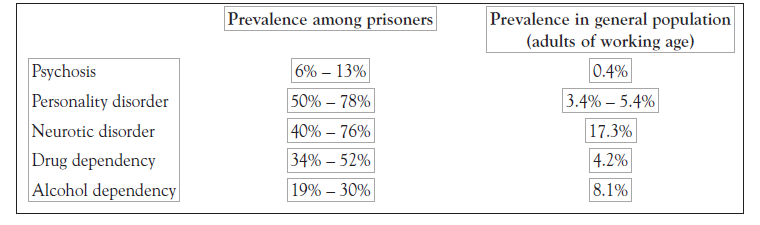 Prevalence among prisoners Prevalence in general population
(adults of working age)
Psychosis 6% – 13% 0.4%
Personality disorder 50% – 78% 3.4% – 5.4%
Neurotic disorder 40% – 76% 17.3%
Drug dependency 34% – 52% 4.2%
Alcohol dependency 19% – 30% 8.1%